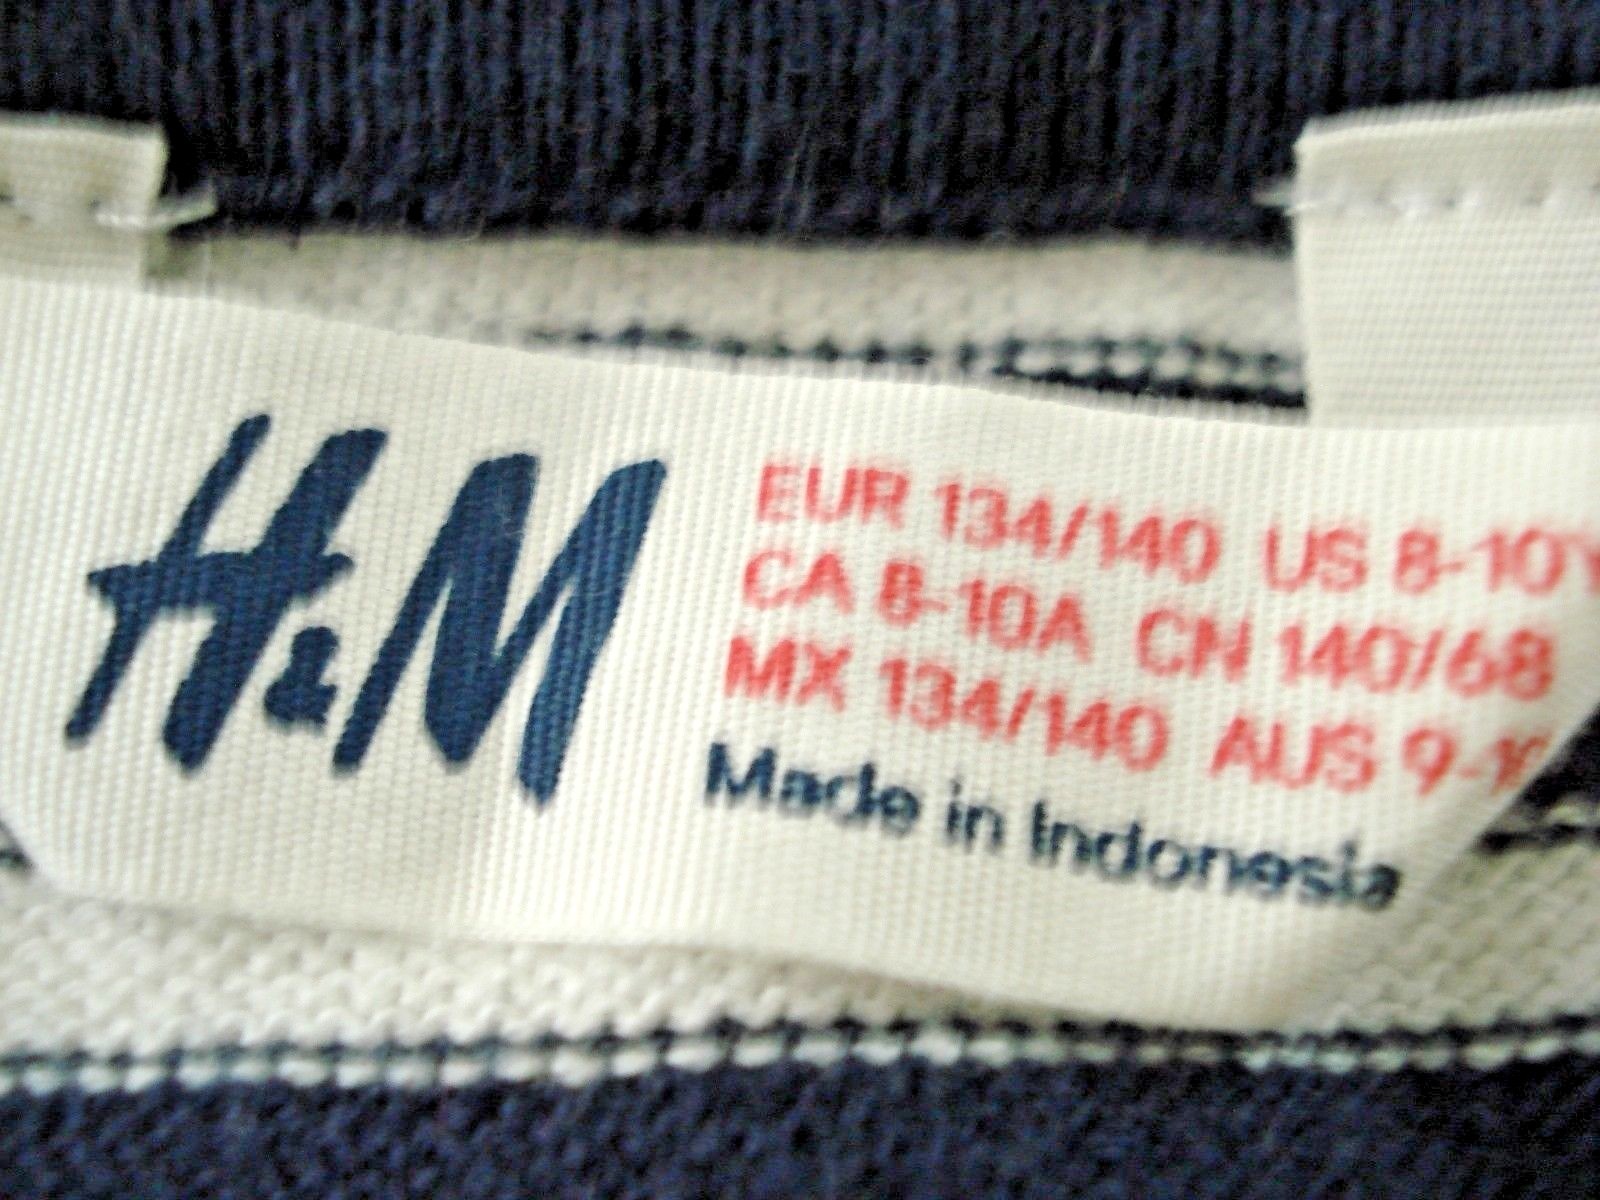 H&M
EUR 134/140 US 8-10Y
CA 8-10A CN 140/68
MX 134/140 AUS 9-10
Made in Indonesia